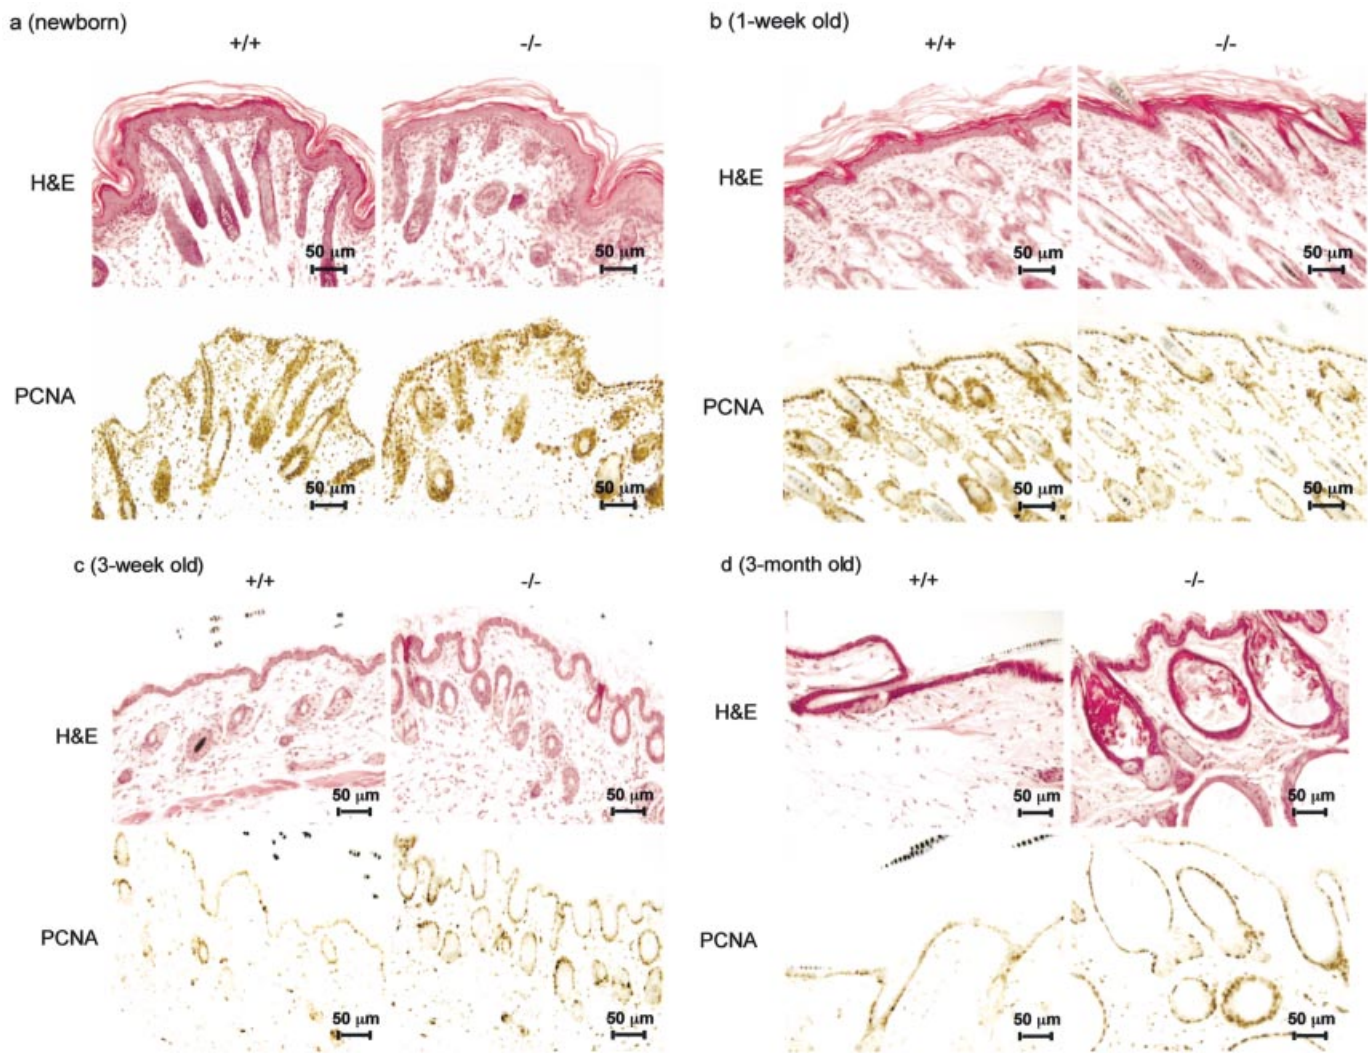 a (newborn)
+/+ -/-
H&E
50 μm 50 μm
PCNA
50 μm 50 μm
b (1-week old)
+/+ -/-
H&E
50 μm 50 μm
PCNA
50 μm 50 μm
c (3-week old)
+/+ -/-
H&E
50 μm 50 μm
PCNA
50 μm 50 μm
d (3-month old)
+/+ -/-
H&E
50 μm 50 μm
PCNA
50 μm 50 μm